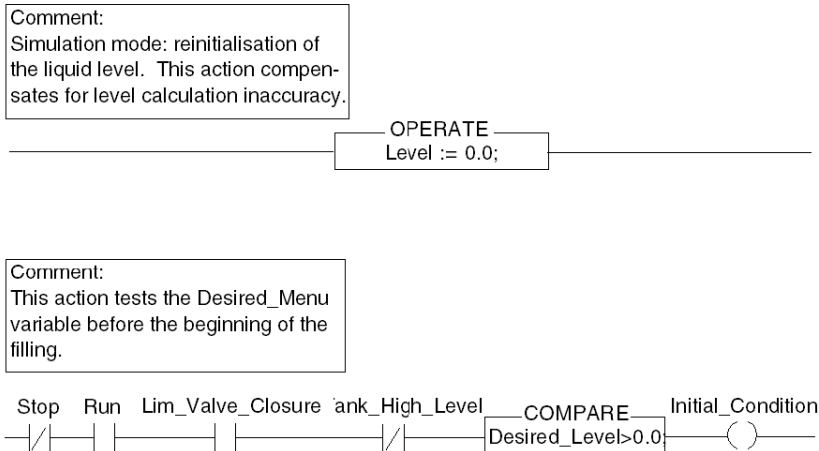 Comment:
Simulation mode: reinitialisation of
the liquid level. This action compen-
sates for level calculation inaccuracy.
OPERATE
Level := 0.0;
Comment:
This action tests the Desired_Menu
variable before the beginning of the
filling.
Stop Run Lim_Valve_Closure ank_High_Level COMPARE Initial_Condition
Desired_Level>0.0;